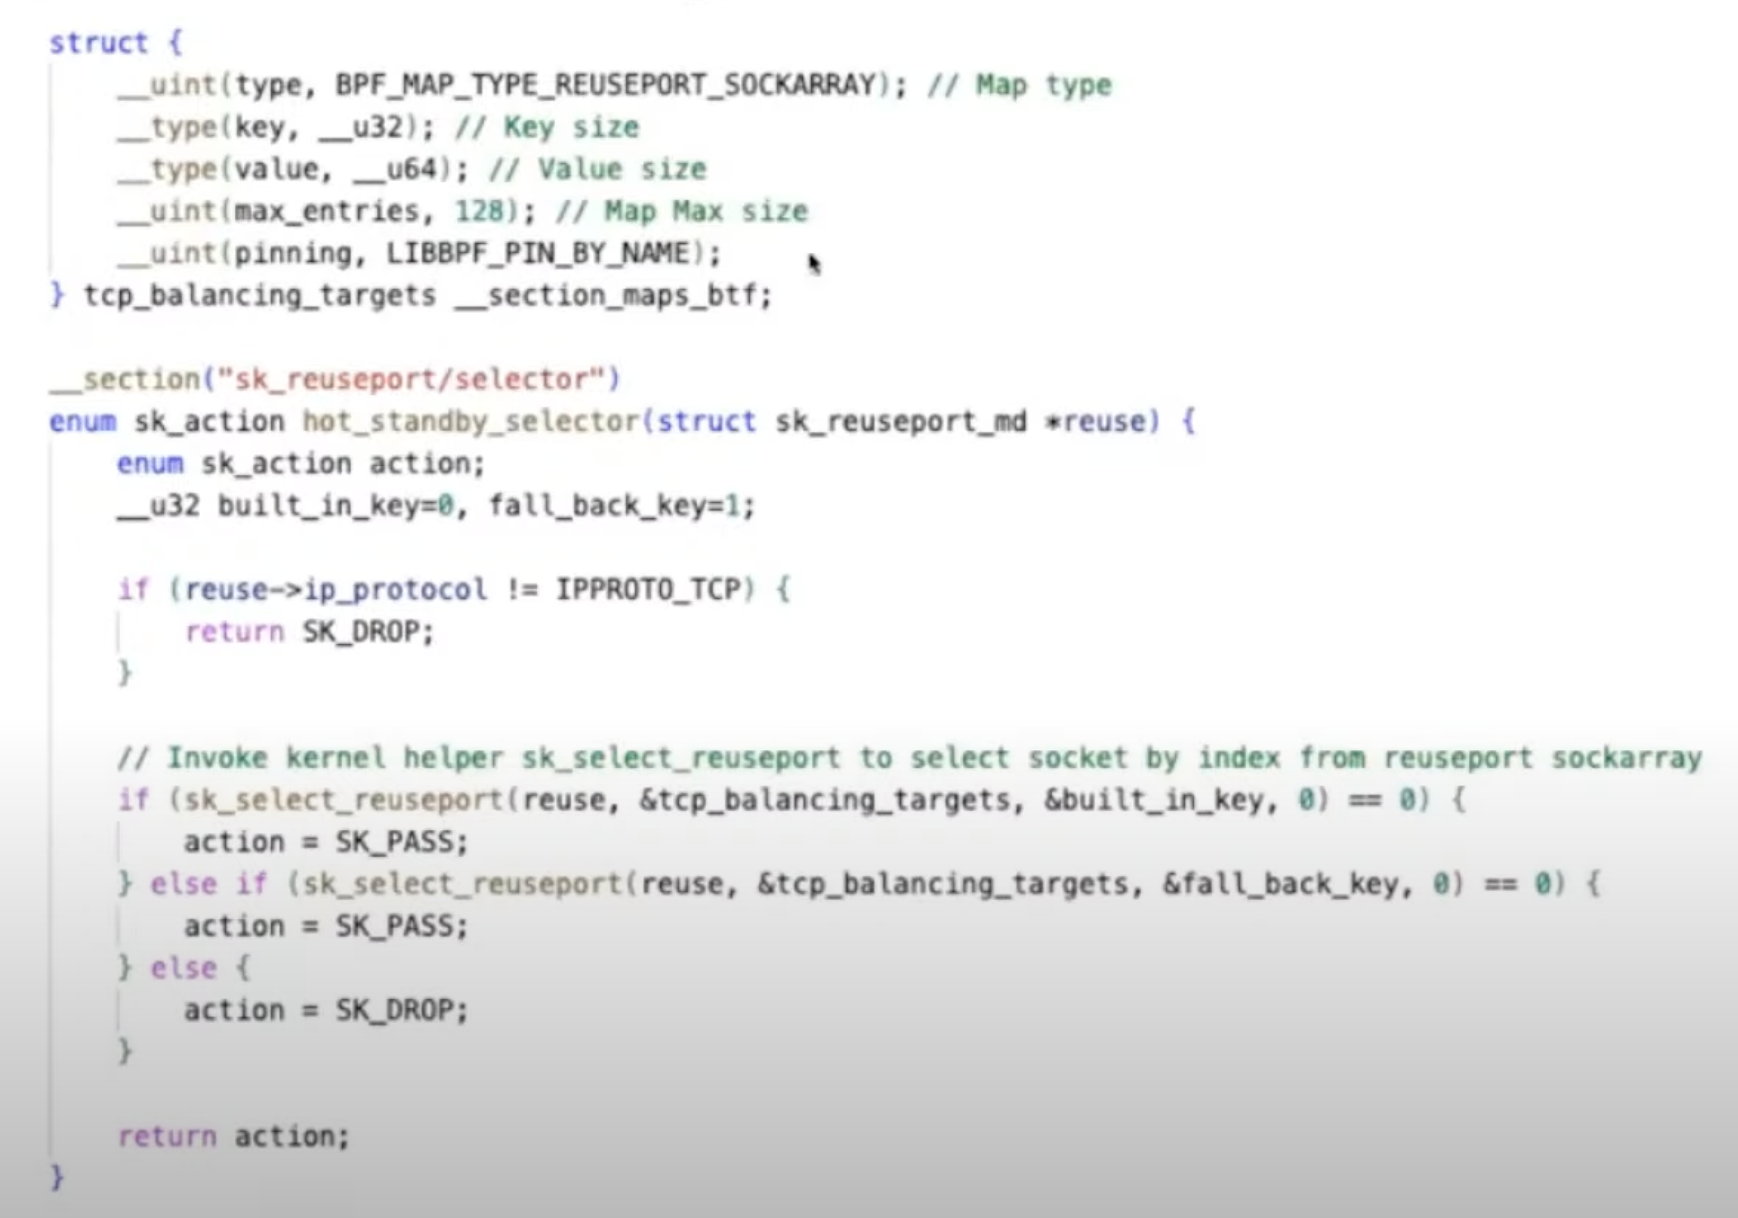 struct {
    __uint(type, BPF_MAP_TYPE_REUSEPORT_SOCKARRAY); // Map type
    __type(key, __u32); // Key size
    __type(value, __u64); // Value size
    __uint(max_entries, 128); // Map Max size
    __uint(pinning, LIBBPF_PIN_BY_NAME);
} tcp_balancing_targets __section_maps_btf;

__section("sk_reuseport/selector")
enum sk_action hot_standby_selector(struct sk_reuseport_md *reuse) {
    enum sk_action action;
    __u32 built_in_key=0, fall_back_key=1;

    if (reuse->ip_protocol != IPPROTO_TCP) {
        return SK_DROP;
    }

    // Invoke kernel helper sk_select_reuseport to select socket by index from reuseport sockarray
    if (sk_select_reuseport(reuse, &tcp_balancing_targets, &built_in_key, 0) == 0) {
        action = SK_PASS;
    } else if (sk_select_reuseport(reuse, &tcp_balancing_targets, &fall_back_key, 0) == 0) {
        action = SK_PASS;
    } else {
        action = SK_DROP;
    }

    return action;
}